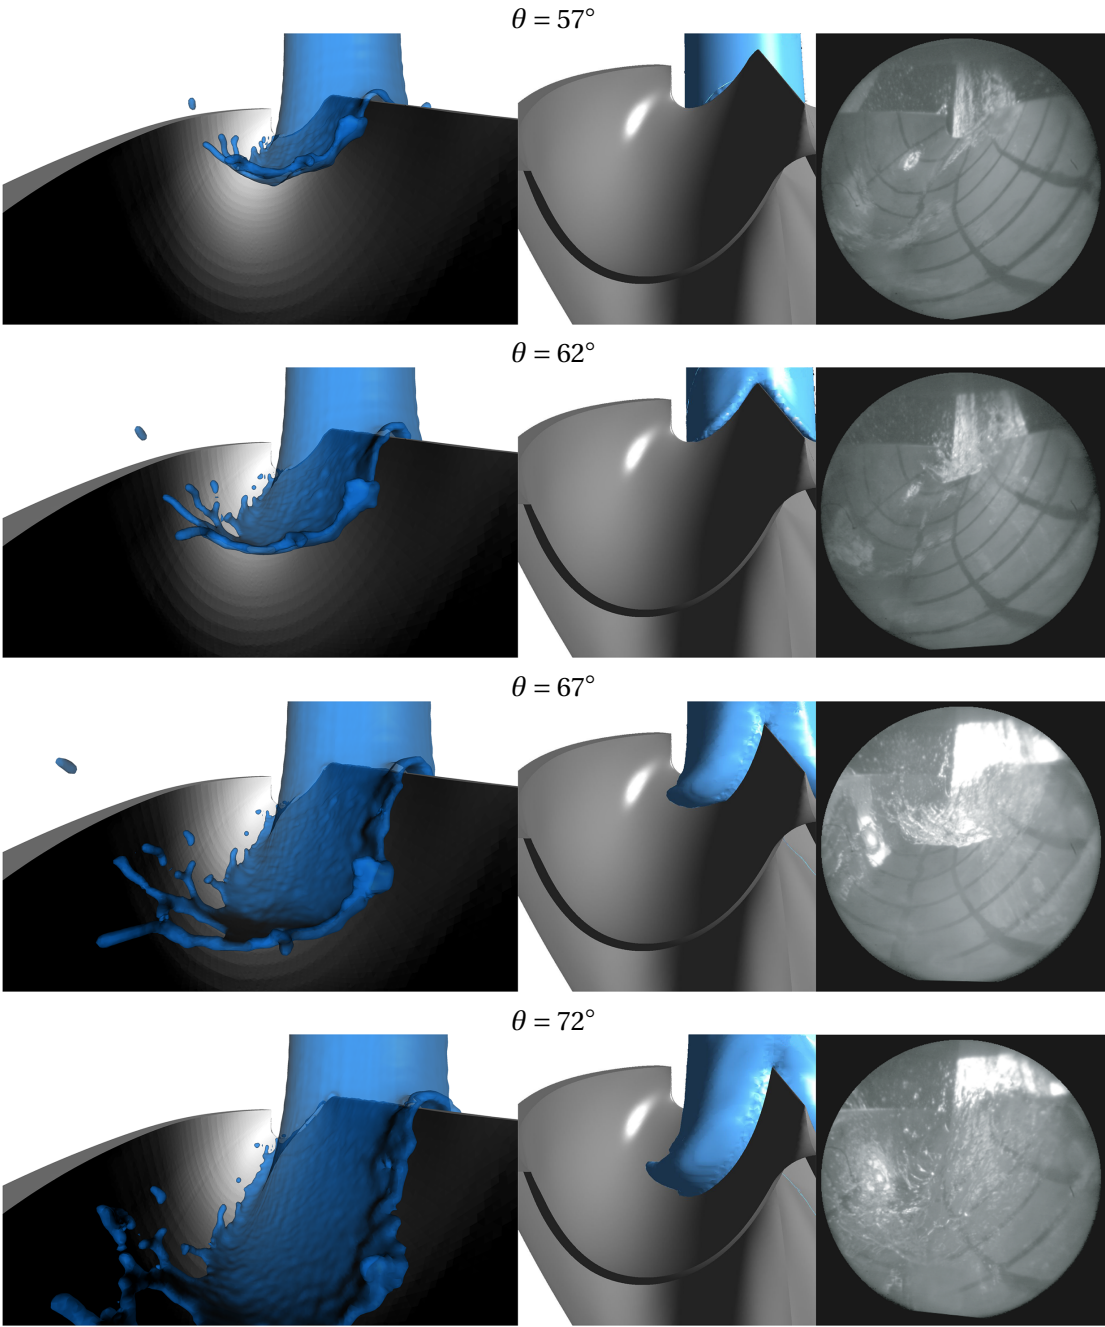 θ = 57°
θ = 62°
θ = 67°
θ = 72°